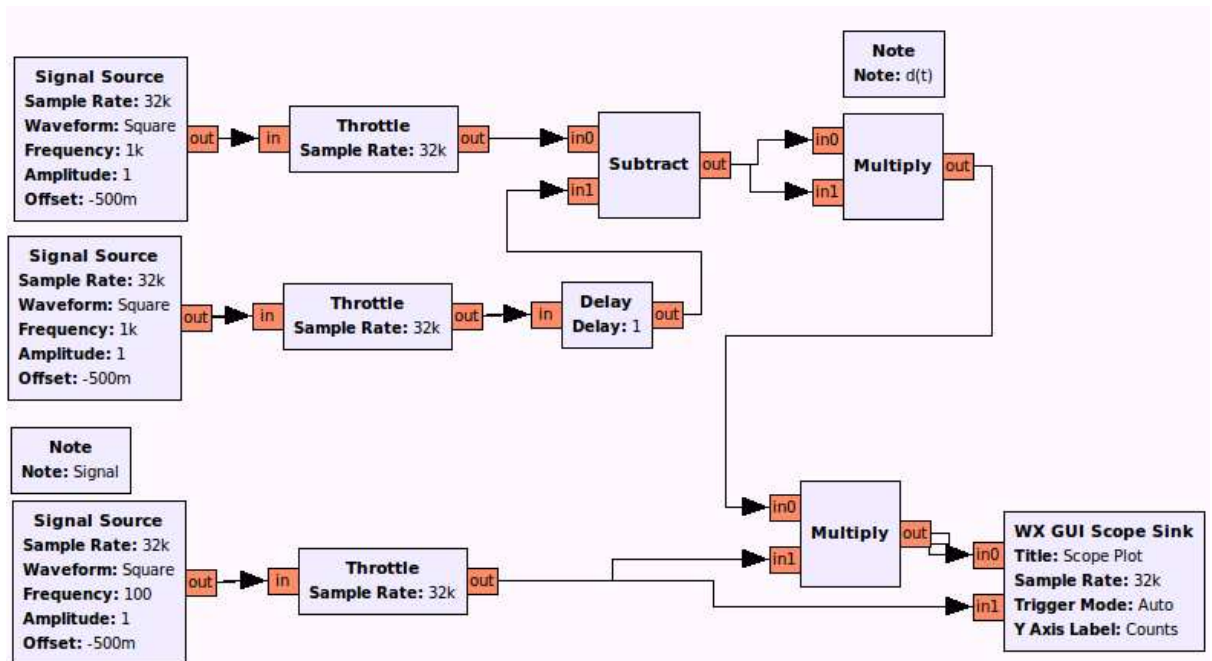 Note
Note: d(t)
Signal Source
Sample Rate: 32k
Waveform: Square
Frequency: 1k
Amplitude: 1
Offset: -500m
out
in
Throttle
Sample Rate: 32k
out
in0
in1
Subtract
out
in0
in1
Multiply
out
Signal Source
Sample Rate: 32k
Waveform: Square
Frequency: 1k
Amplitude: 1
Offset: -500m
out
in
Throttle
Sample Rate: 32k
out
in
Delay
Delay: 1
out
Note
Note: Signal
Signal Source
Sample Rate: 32k
Waveform: Square
Frequency: 100
Amplitude: 1
Offset: -500m
out
in
Throttle
Sample Rate: 32k
out
in0
in1
Multiply
out
in0
in1
WX GUI Scope Sink
Title: Scope Plot
Sample Rate: 32k
Trigger Mode: Auto
Y Axis Label: Counts